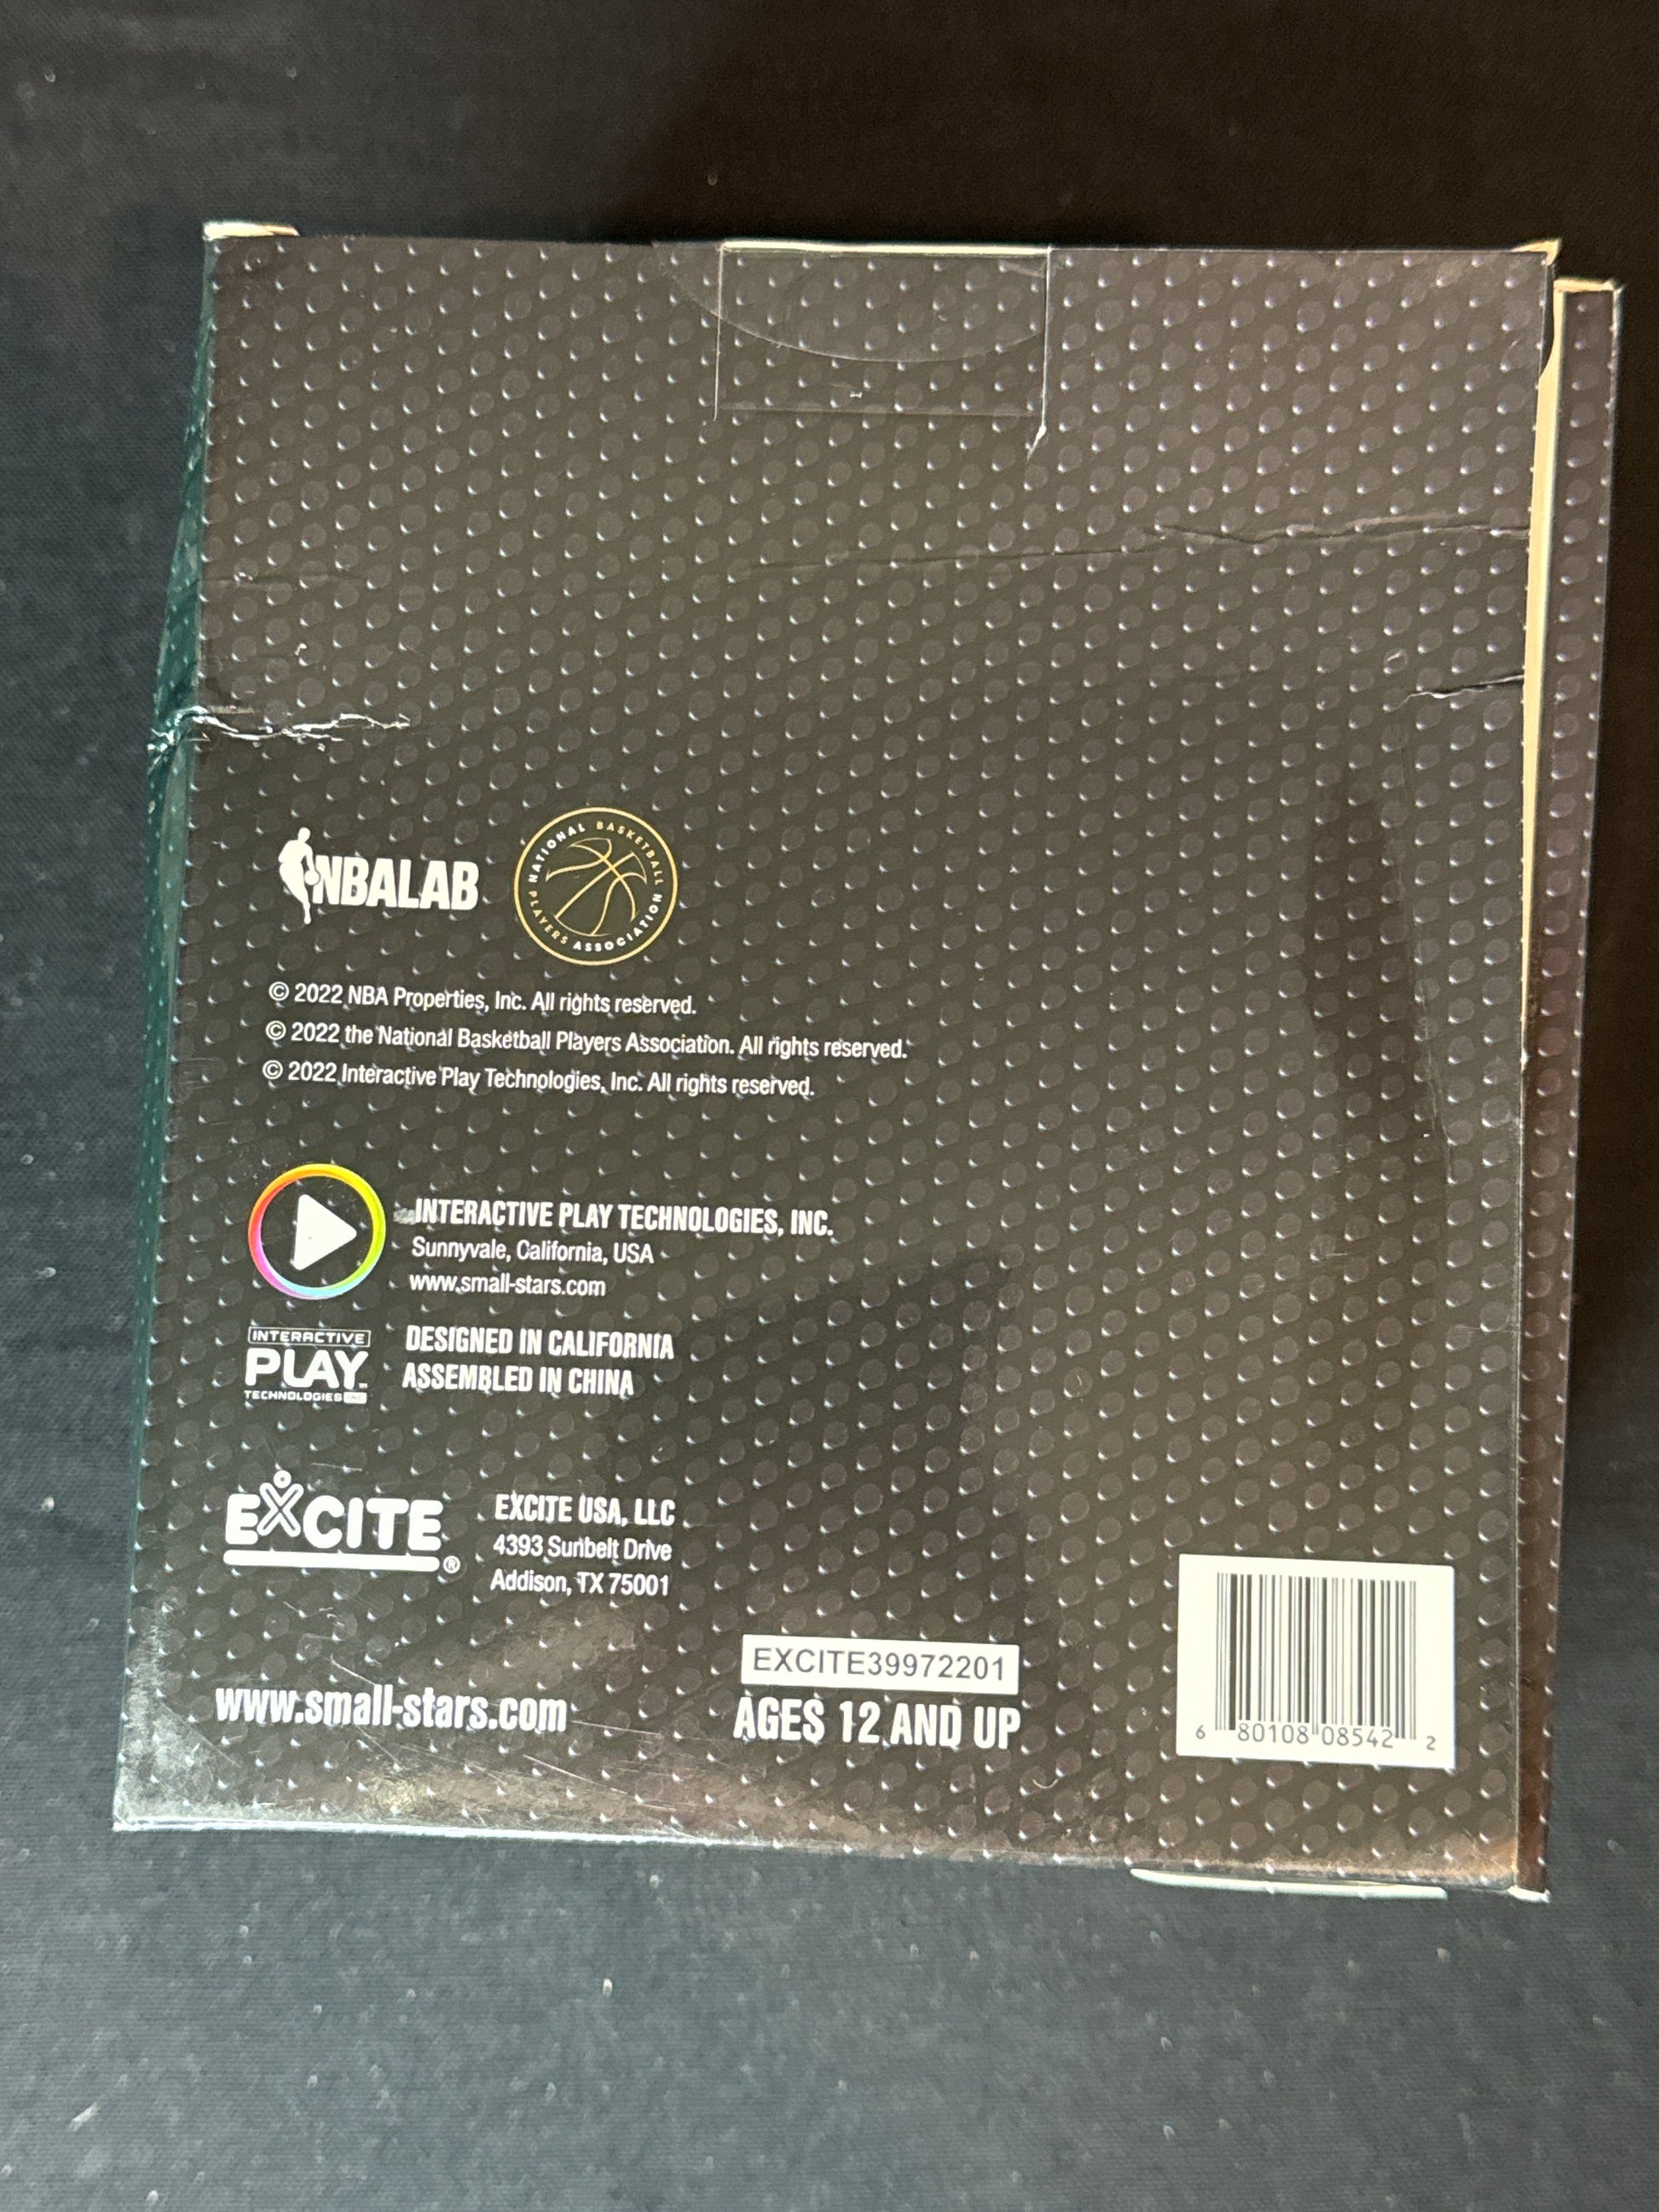 NBALAB
NATIONAL BASKETBALL PLAYERS ASSOCIATION
© 2022 NBA Properties, Inc. All rights reserved.
© 2022 the National Basketball Players Association. All rights reserved.
© 2022 Interactive Play Technologies, Inc. All rights reserved.
INTERACTIVE PLAY TECHNOLOGIES, INC.
Sunnyvale, California, USA
www.small-stars.com
INTERACTIVE
PLAY™
TECHNOLOGIES INC
DESIGNED IN CALIFORNIA
ASSEMBLED IN CHINA
EXCITE®
EXCITE USA, LLC
4393 Sunbelt Drive
Addison, TX 75001
www.small-stars.com
EXCITE39972201
AGES 12 AND UP
6 80108 08542 2